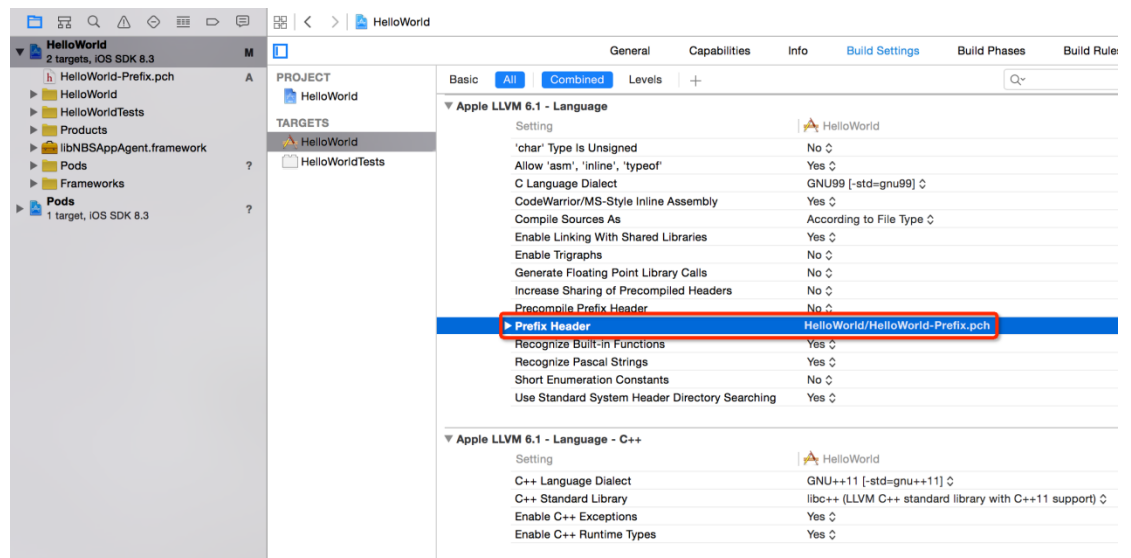 HelloWorld
HelloWorld
2 targets, iOS SDK 8.3
M
h HelloWorld-Prefix.pch
A
HelloWorld
HelloWorldTests
Products
libNBSAppAgent.framework
Pods
?
Frameworks
Pods
1 target, iOS SDK 8.3
?
General Capabilities Info Build Settings Build Phases Build Rule
PROJECT
HelloWorld
TARGETS
HelloWorld
HelloWorldTests
Basic All Combined Levels +
Apple LLVM 6.1 - Language
Setting HelloWorld
'char' Type Is Unsigned No
Allow 'asm', 'inline', 'typeof' Yes
C Language Dialect GNU99 [-std=gnu99]
CodeWarrior/MS-Style Inline Assembly Yes
Compile Sources As According to File Type
Enable Linking With Shared Libraries Yes
Enable Trigraphs No
Generate Floating Point Library Calls No
Increase Sharing of Precompiled Headers No
Precompile Prefix Header No
Prefix Header HelloWorld/HelloWorld-Prefix.pch
Recognize Built-in Functions Yes
Recognize Pascal Strings Yes
Short Enumeration Constants No
Use Standard System Header Directory Searching Yes
Apple LLVM 6.1 - Language - C++
Setting HelloWorld
C++ Language Dialect GNU++11 [-std=gnu++11]
C++ Standard Library libc++ (LLVM C++ standard library with C++11 support)
Enable C++ Exceptions Yes
Enable C++ Runtime Types Yes